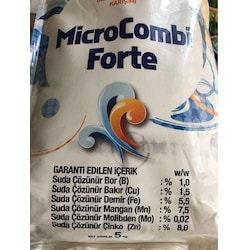 KARIŞIMI
MicroCombi
Forte
GARANTİ EDİLEN İÇERİK w/w
Suda Çözünür Bor (B) : % 1,0
Suda Çözünür Bakır (Cu) : % 1,5
Suda Çözünür Demir (Fe) : % 5,5
Suda Çözünür Mangan (Mn) : % 7,5
Suda Çözünür Molibden (Mo) : % 0,02
Suda Çözünür Çinko (Zn) : % 8,0
5 kg